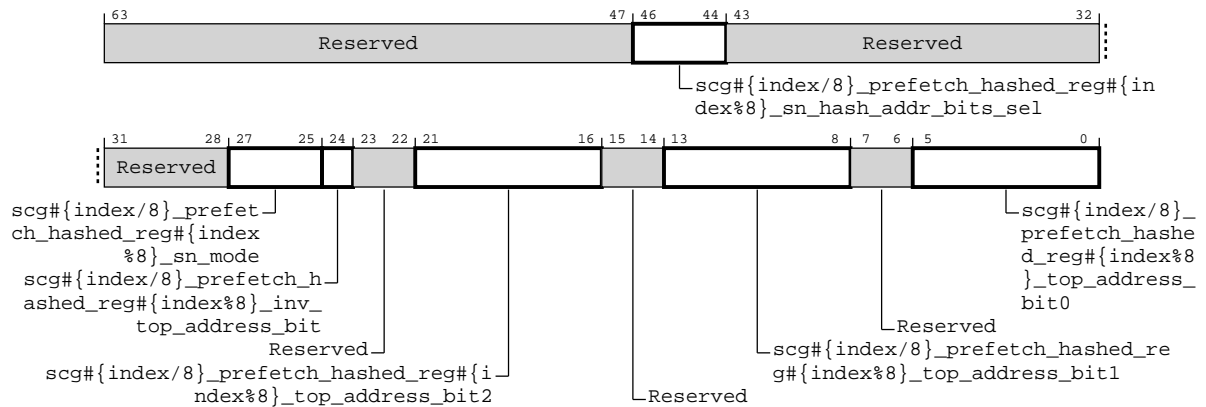 63 47 46 44 43 32
Reserved Reserved
scg#{index/8}_prefetch_hashed_reg#{in
dex%8}_sn_hash_addr_bits_sel
31 28 27 25 24 23 22 21 16 15 14 13 8 7 6 5 0
Reserved
scg#{index/8}_prefet
ch_hashed_reg#{index
%8}_sn_mode
scg#{index/8}_prefetch_h
ashed_reg#{index%8}_inv_
top_address_bit
Reserved
scg#{index/8}_prefetch_hashed_reg#{i
ndex%8}_top_address_bit2
Reserved
scg#{index/8}_prefetch_hashed_re
g#{index%8}_top_address_bit1
Reserved
scg#{index/8}_
prefetch_hashe
d_reg#{index%8
}_top_address_
bit0